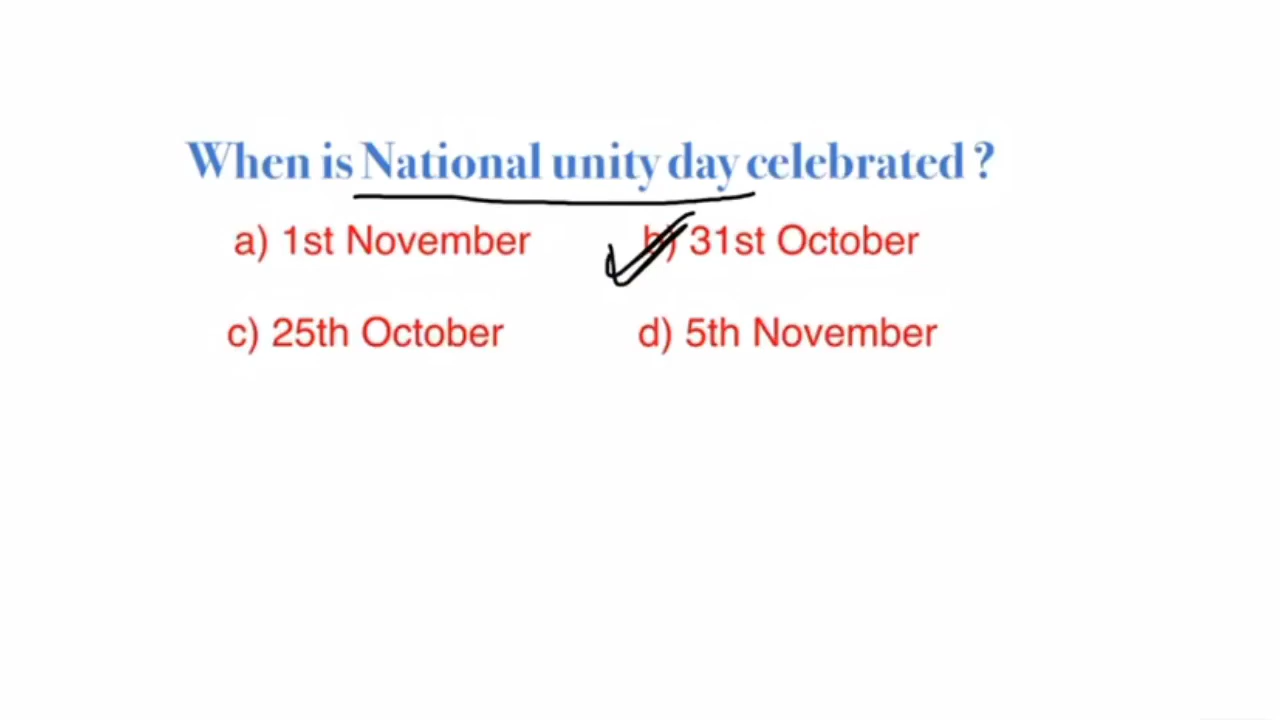 When is National unity day celebrated ?
a) 1st November b) 31st October
c) 25th October d) 5th November